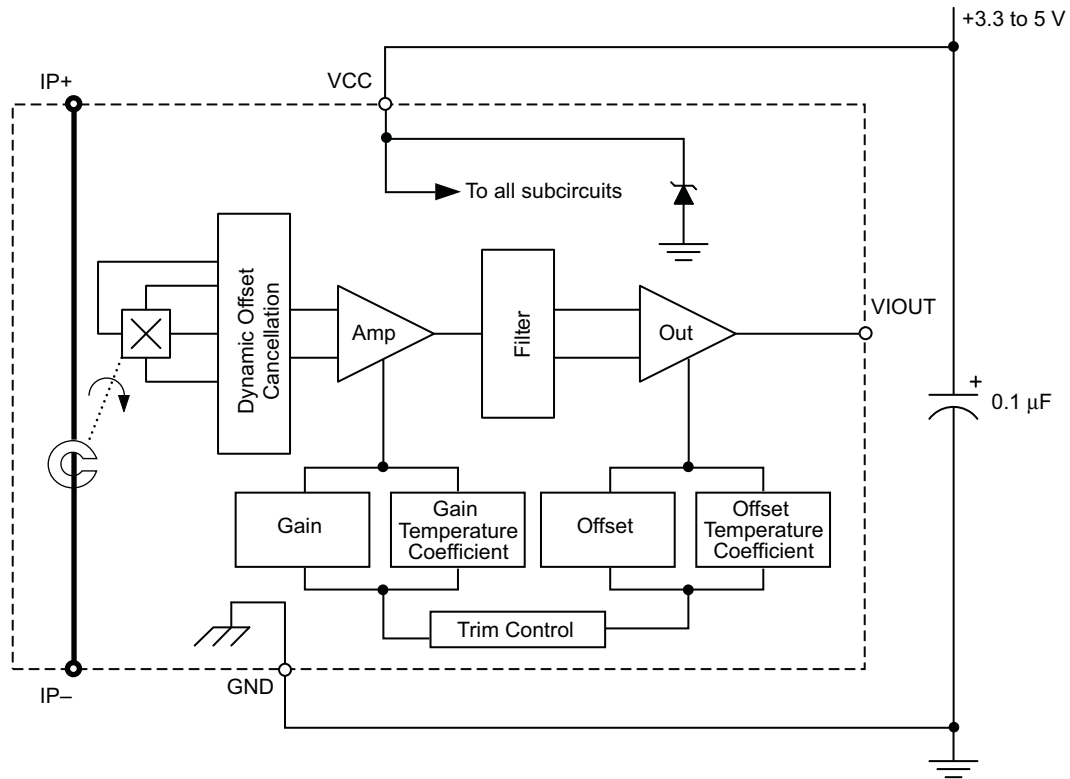 +3.3 to 5 V
VCC
IP+
To all subcircuits
Dynamic Offset
Cancellation
Amp
Filter
Out
VIOUT
+
0.1 µF
Gain
Gain
Temperature
Coefficient
Offset
Offset
Temperature
Coefficient
Trim Control
GND
IP–